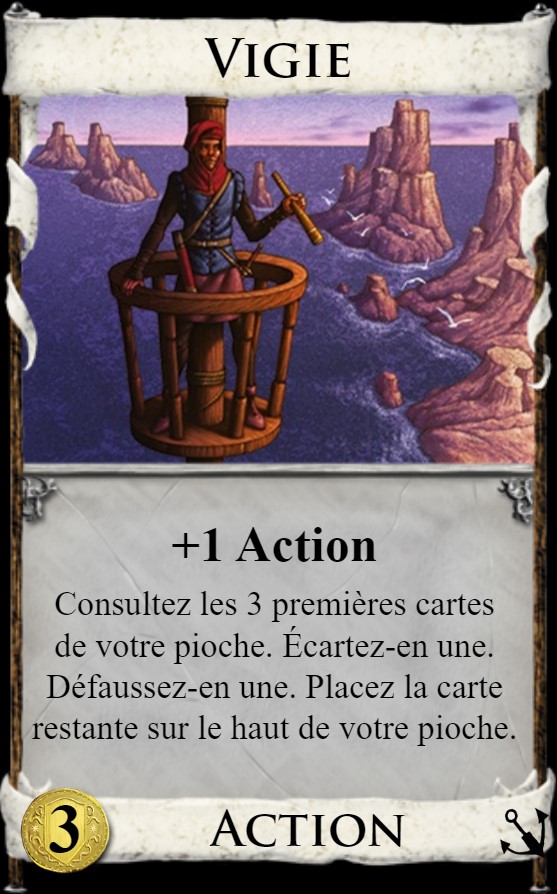 Vigie
+1 Action
Consultez les 3 premières cartes
de votre pioche. Écartez-en une.
Défaussez-en une. Placez la carte
restante sur le haut de votre pioche.
3
Action